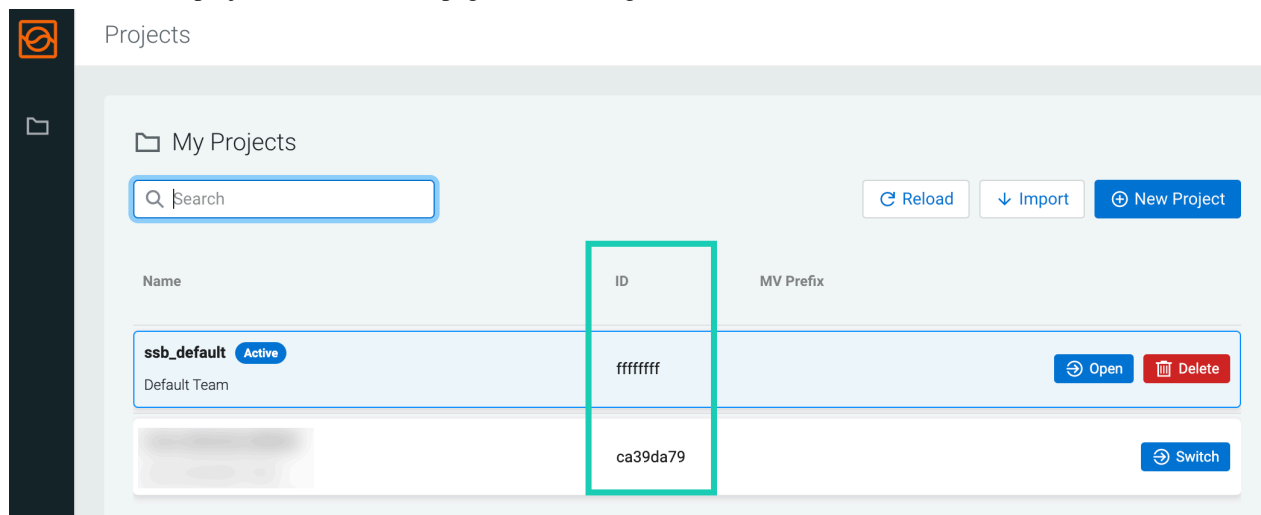 Projects
My Projects
Search
Reload
Import
New Project
Name
ID
MV Prefix
ssb_default
Active
Default Team
ffffffff
Open
Delete
ca39da79
Switch